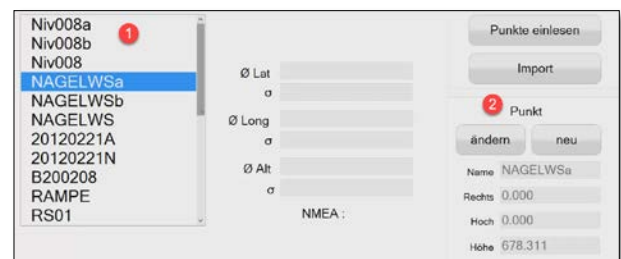 Niv008a
Niv008b
Niv008
NAGELWSa
NAGELWSb
NAGELWS
20120221A
20120221N
B200208
RAMPE
RS01
1
Ø Lat
σ
Ø Long
σ
Ø Alt
σ
NMEA :
Punkte einlesen
Import
2
Punkt
ändern neu
Name NAGELWSa
Rechts 0.000
Hoch 0.000
Höhe 678.311